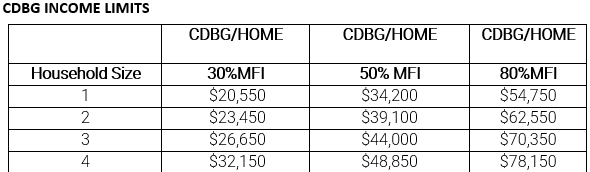 CDBG INCOME LIMITS
CDBG/HOME CDBG/HOME CDBG/HOME
Household Size 30%MFI 50% MFI 80%MFI
1 $20,550 $34,200 $54,750
2 $23,450 $39,100 $62,550
3 $26,650 $44,000 $70,350
4 $32,150 $48,850 $78,150